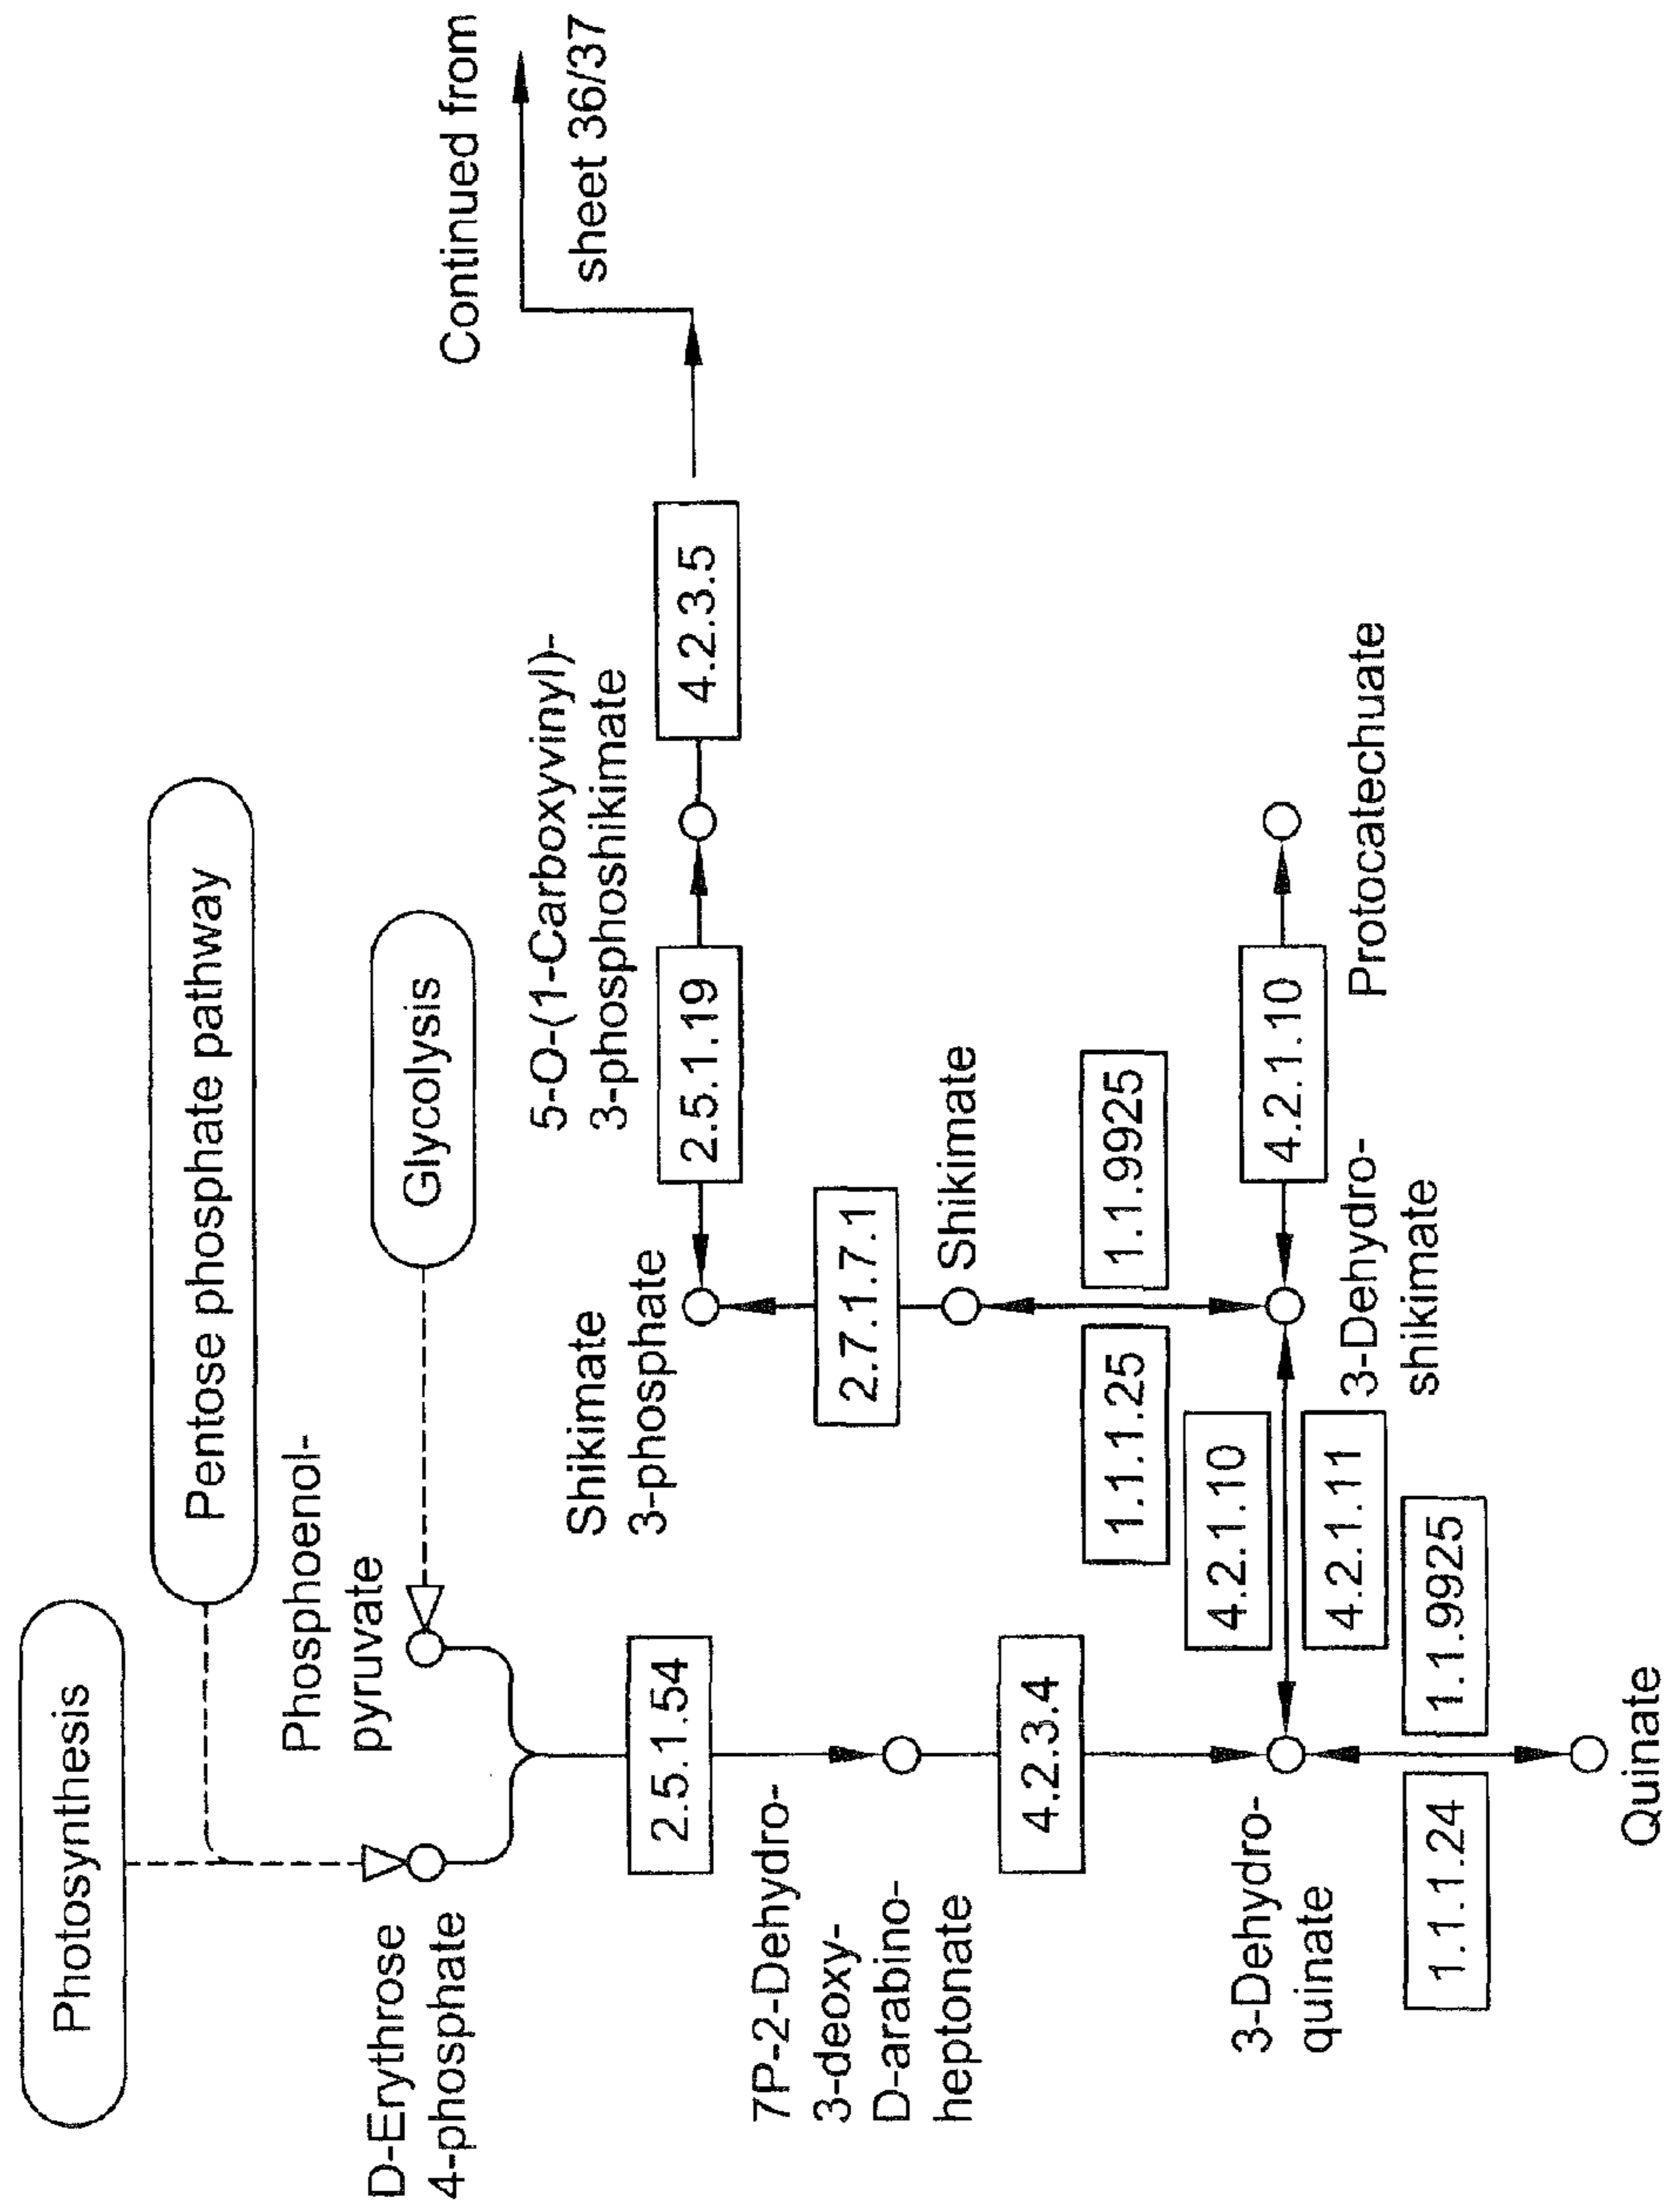 Photosynthesis
Pentose phosphate pathway
Phosphoenol-
pyruvate
Glycolysis
D-Erythrose
4-phosphate
Continued from
sheet 36/37
5-O-(1-Carboxyvinyl)-
3-phosphoshikimate
Shikimate
3-phosphate
2.5.1.54
2.5.1.19
4.2.3.5
7P-2-Dehydro-
3-deoxy-
D-arabino-
heptonate
2.7.1.7.1
Shikimate
4.2.3.4
1.1.1.25
1.1.9925
4.2.1.10
4.2.1.10
3-Dehydro-
quinate
4.2.1.11
3-Dehydro-
shikimate
Protocatechuate
1.1.1.24
1.1.9925
Quinate